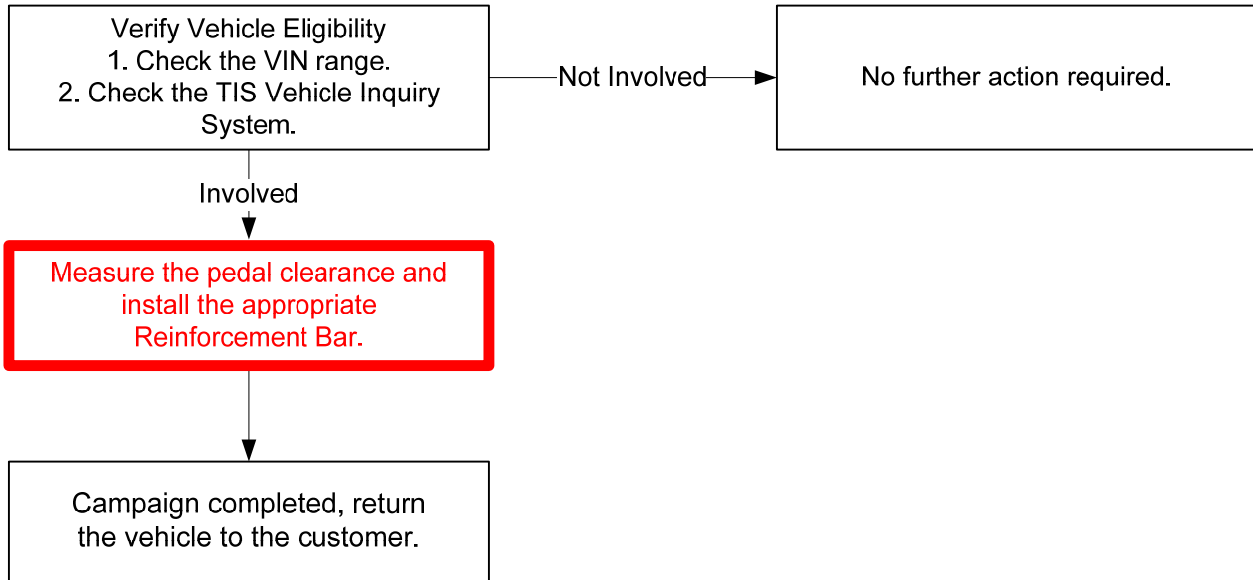 Verify Vehicle Eligibility
1. Check the VIN range.
2. Check the TIS Vehicle Inquiry
System.
Not Involved
No further action required.
Involved
Measure the pedal clearance and
install the appropriate
Reinforcement Bar.
Campaign completed, return
the vehicle to the customer.